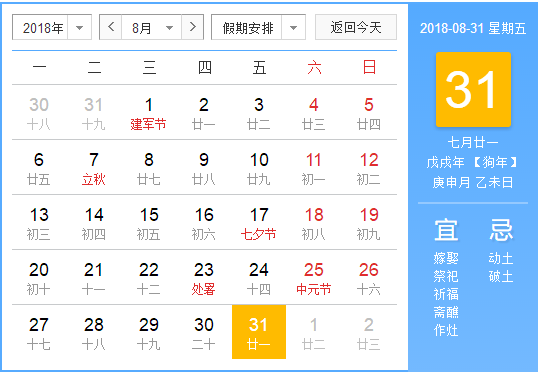 2018年 8月 假期安排 返回今天
一 二 三 四 五 六 日
30 31 1 2 3 4 5
十八 十九 建军节 廿一 廿二 廿三 廿四
6 7 8 9 10 11 12
廿五 立秋 廿七 廿八 廿九 初一 初二
13 14 15 16 17 18 19
初三 初四 初五 初六 七夕节 初八 初九
20 21 22 23 24 25 26
初十 十一 十二 处署 十四 中元节 十六
27 28 29 30 31 1 2
十七 十八 十九 二十 廿一 廿二 廿三
2018-08-31 星期五
31
七月廿一
戊戌年 【狗年】
庚申月 乙未日
宜 忌
嫁娶 动土
祭祀 破土
祈福
斋醮
作灶